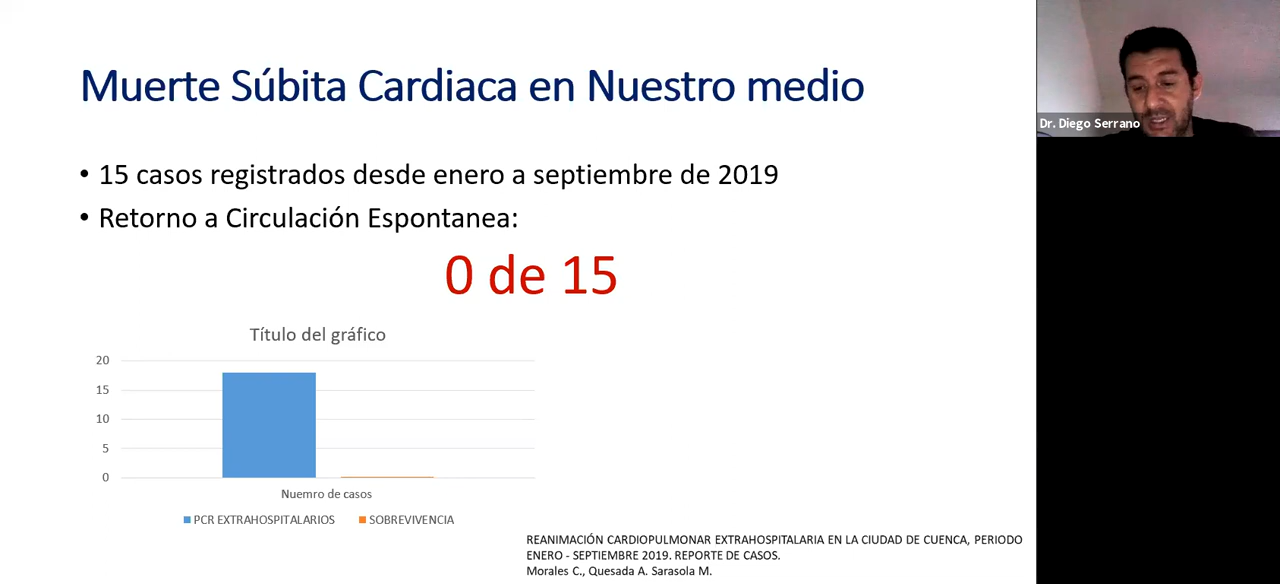 Muerte Súbita Cardiaca en Nuestro medio
Dr. Diego Serrano
• 15 casos registrados desde enero a septiembre de 2019
• Retorno a Circulación Espontanea:
0 de 15
Título del gráfico
20
15
10
5
0
Nuemro de casos
PCR EXTRAHOSPITALARIOS SOBREVIVENCIA
REANIMACIÓN CARDIOPULMONAR EXTRAHOSPITALARIA EN LA CIUDAD DE CUENCA, PERIODO
ENERO - SEPTIEMBRE 2019. REPORTE DE CASOS.
Morales C., Quesada A. Sarasola M.